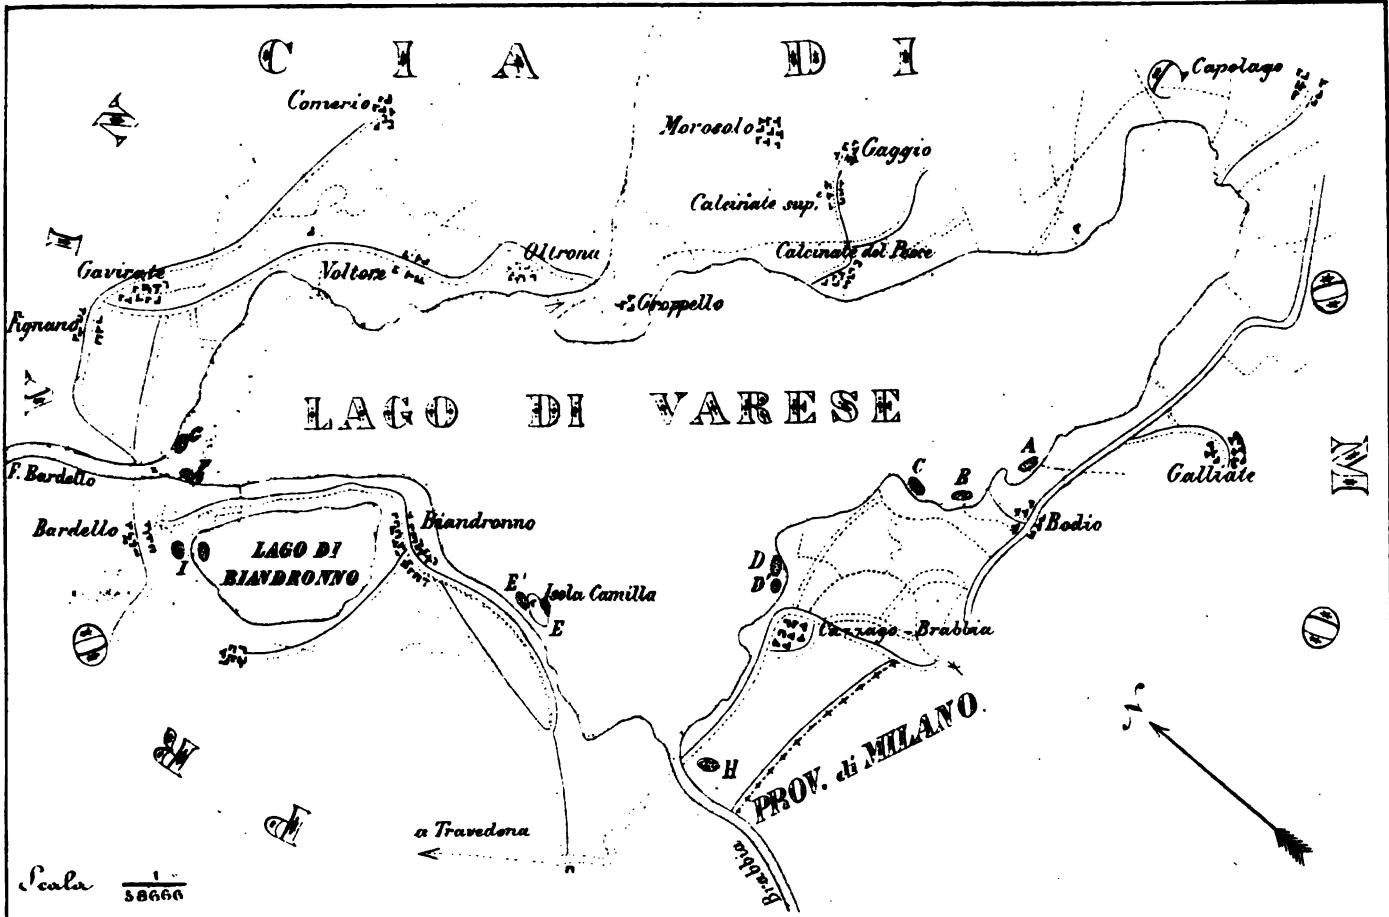 PROVINCIA DI
COMO
Capolago
Comerio
Morosolo
Gaggio
Calcinate sup.e
Calcinate del Pesce
Oltrona
Gavirate
Voltore
Groppello
Fignano
LAGO DI VARESE
G
F
A
F. Bardello
C
B
Galliate
Biandronno
Bodio
Bardello
LAGO DI
BIANDRONNO
I
D
D'
E'
Isola Camilla
E
Cazzago-Brabbia
N
PROV. di MILANO.
H
a Travedona
Brabbia
Scala 1
38666